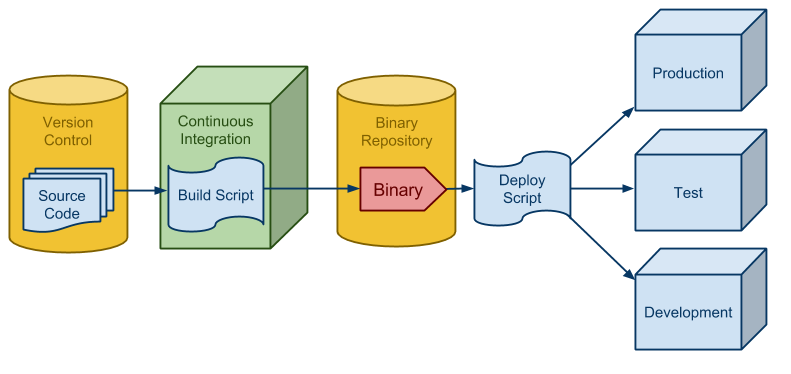 Version
Control
Source
Code
Continuous
Integration
Build Script
Binary
Repository
Binary
Deploy
Script
Production
Test
Development